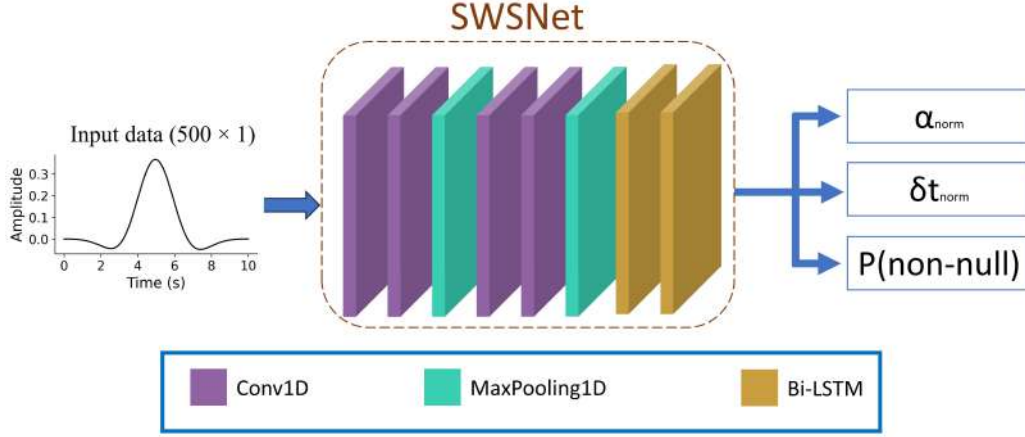 SWSNet
Input data (500 × 1)
Amplitude
0.3
0.2
0.1
0.0
0 2 4 6 8 10
Time (s)
αnorm
δtnorm
P(non-null)
Conv1D
MaxPooling1D
Bi-LSTM